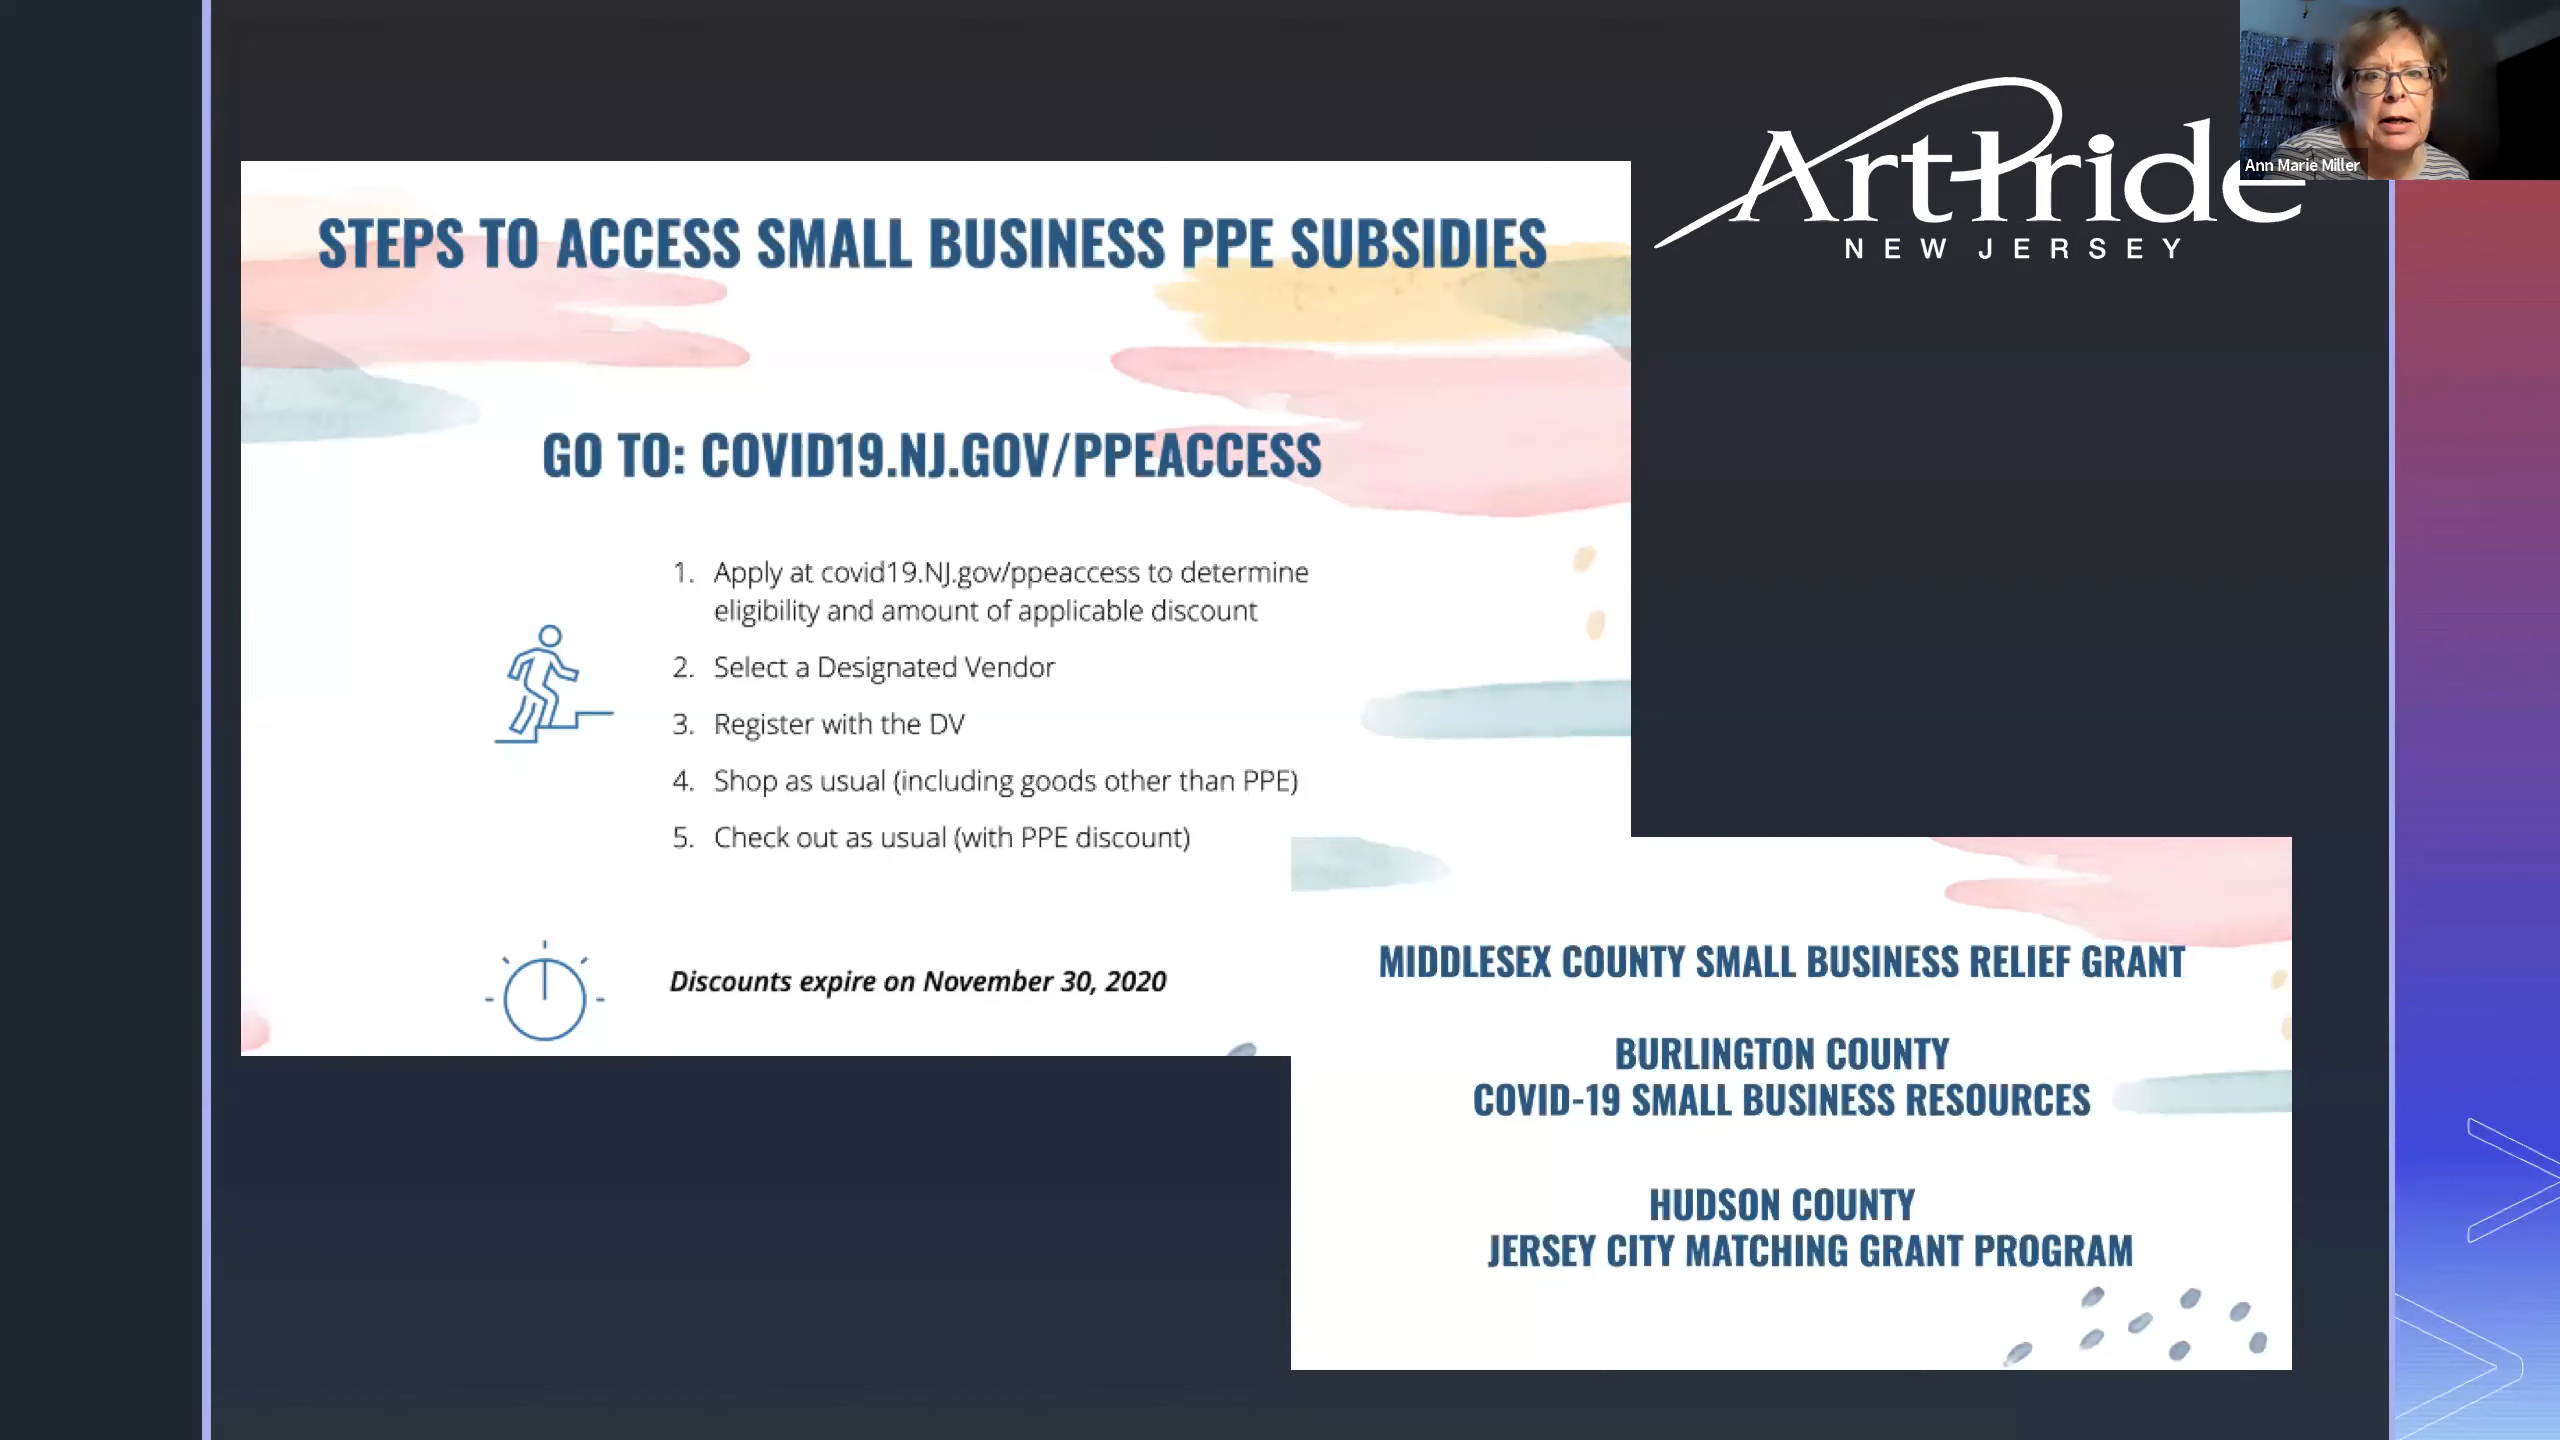 STEPS TO ACCESS SMALL BUSINESS PPE SUBSIDIES
GO TO: COVID19.NJ.GOV/PPEACCESS
1. Apply at covid19.NJ.gov/ppeaccess to determine
eligibility and amount of applicable discount
2. Select a Designated Vendor
3. Register with the DV
4. Shop as usual (including goods other than PPE)
5. Check out as usual (with PPE discount)
Discounts expire on November 30, 2020
ArtPride
NEW JERSEY
Ann Marie Miller
MIDDLESEX COUNTY SMALL BUSINESS RELIEF GRANT
BURLINGTON COUNTY
COVID-19 SMALL BUSINESS RESOURCES
HUDSON COUNTY
JERSEY CITY MATCHING GRANT PROGRAM